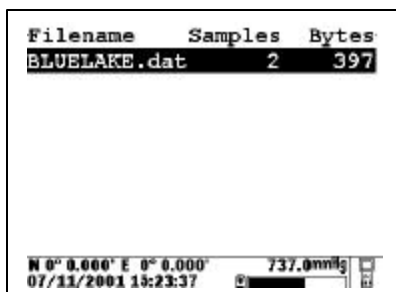 Filename Samples Bytes
BLUELAKE.dat 2 397
N 0° 0.000' E 0° 0.000' 737.0mmHg
07/11/2001 15:23:37